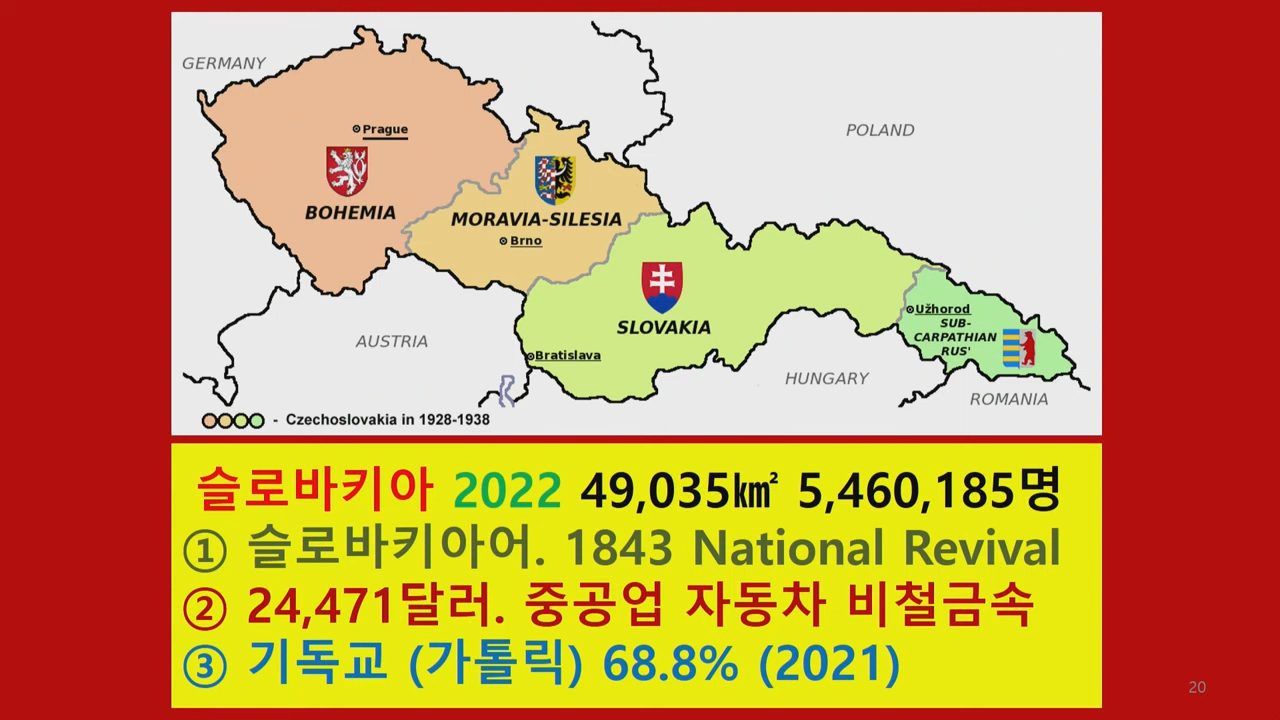 GERMANY
POLAND
Prague
BOHEMIA
MORAVIA-SILESIA
Brno
SLOVAKIA
Užhorod
SUB-
CARPATHIAN
RUS'
AUSTRIA
Bratislava
HUNGARY
ROMANIA
- Czechoslovakia in 1928-1938
슬로바키아 2022 49,035㎢ 5,460,185명
① 슬로바키아어. 1843 National Revival
② 24,471달러. 중공업 자동차 비철금속
③ 기독교 (가톨릭) 68.8% (2021)
20